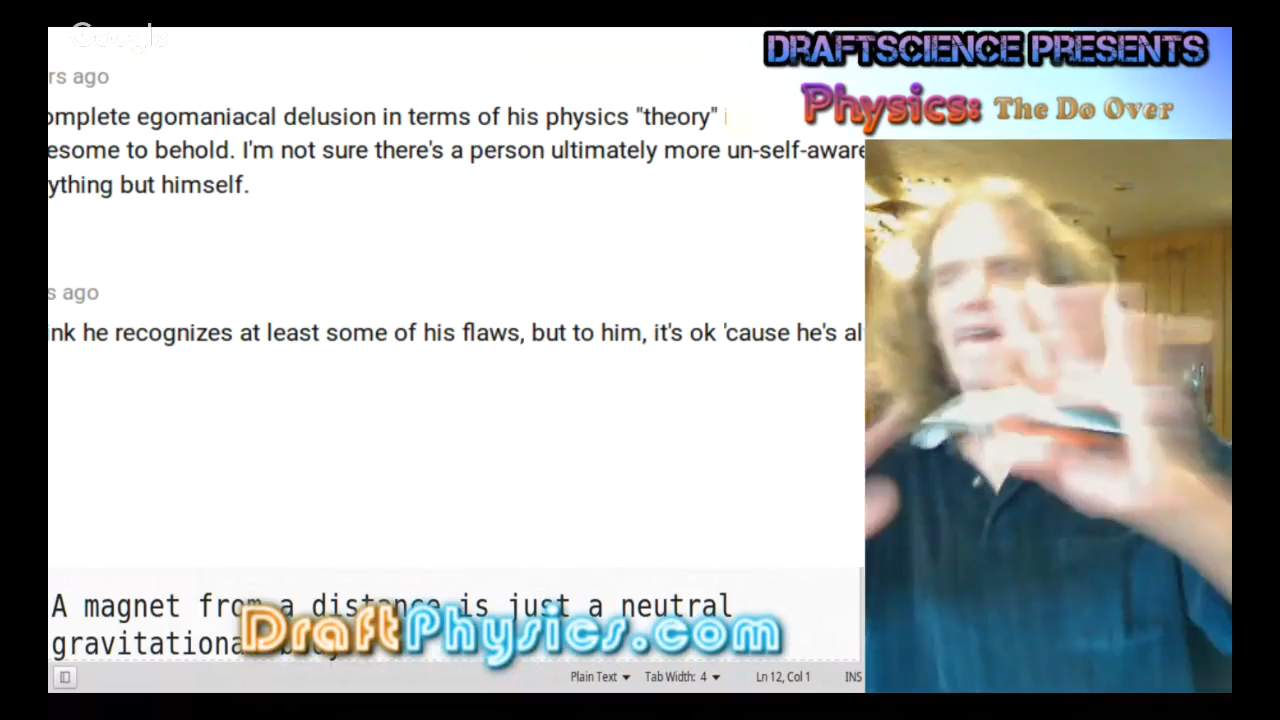 Google
DRAFTSCIENCE PRESENTS
Physics: The Do Over
rs ago
omplete egomaniacal delusion in terms of his physics "theory"
esome to behold. I'm not sure there's a person ultimately more un-self-aware
ything but himself.
s ago
ink he recognizes at least some of his flaws, but to him, it's ok 'cause he's al
A magnet from a distance is just a neutral
gravitational
DraftPhysics.com
Plain Text Tab Width: 4 Ln 12, Col 1 INS